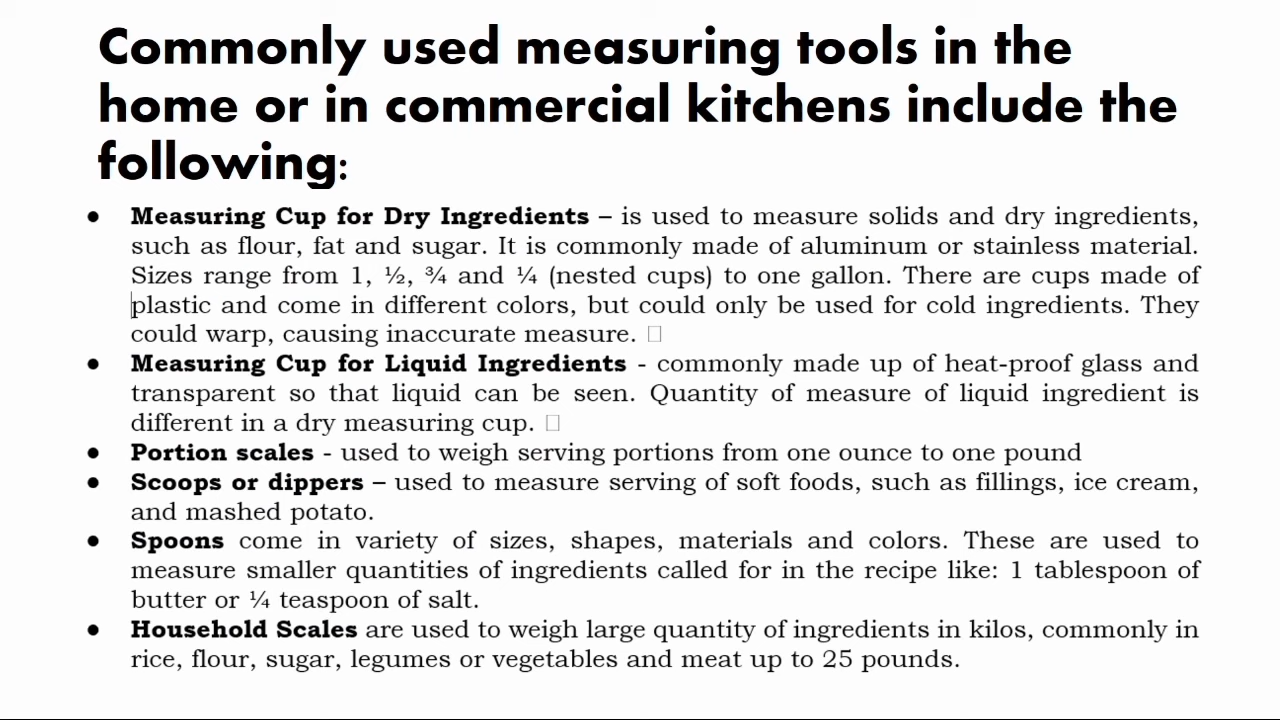 Commonly used measuring tools in the
home or in commercial kitchens include the
following:
● Measuring Cup for Dry Ingredients – is used to measure solids and dry ingredients,
such as flour, fat and sugar. It is commonly made of aluminum or stainless material.
Sizes range from 1, ½, ¾ and ¼ (nested cups) to one gallon. There are cups made of
plastic and come in different colors, but could only be used for cold ingredients. They
could warp, causing inaccurate measure. □
● Measuring Cup for Liquid Ingredients - commonly made up of heat-proof glass and
transparent so that liquid can be seen. Quantity of measure of liquid ingredient is
different in a dry measuring cup. □
● Portion scales - used to weigh serving portions from one ounce to one pound
● Scoops or dippers – used to measure serving of soft foods, such as fillings, ice cream,
and mashed potato.
● Spoons come in variety of sizes, shapes, materials and colors. These are used to
measure smaller quantities of ingredients called for in the recipe like: 1 tablespoon of
butter or ¼ teaspoon of salt.
● Household Scales are used to weigh large quantity of ingredients in kilos, commonly in
rice, flour, sugar, legumes or vegetables and meat up to 25 pounds.